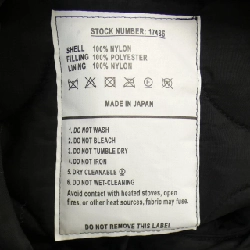 STOCK NUMBER:
SHELL 100% NYLON
FILLING 100% POLYESTER
LINING 100% NYLON
MADE IN JAPAN
1. DO NOT WASH
2. DO NOT BLEACH
3. DO NOT TUMBLE DRY
4. DO NOT IRON
5. DRY CLEANABLE
6. DO NOT WET-CLEANING
Avoid contact with heated stoves, open
fires, or other heat sources, fabric may fuse.
DO NOT REMOVE THIS LABEL